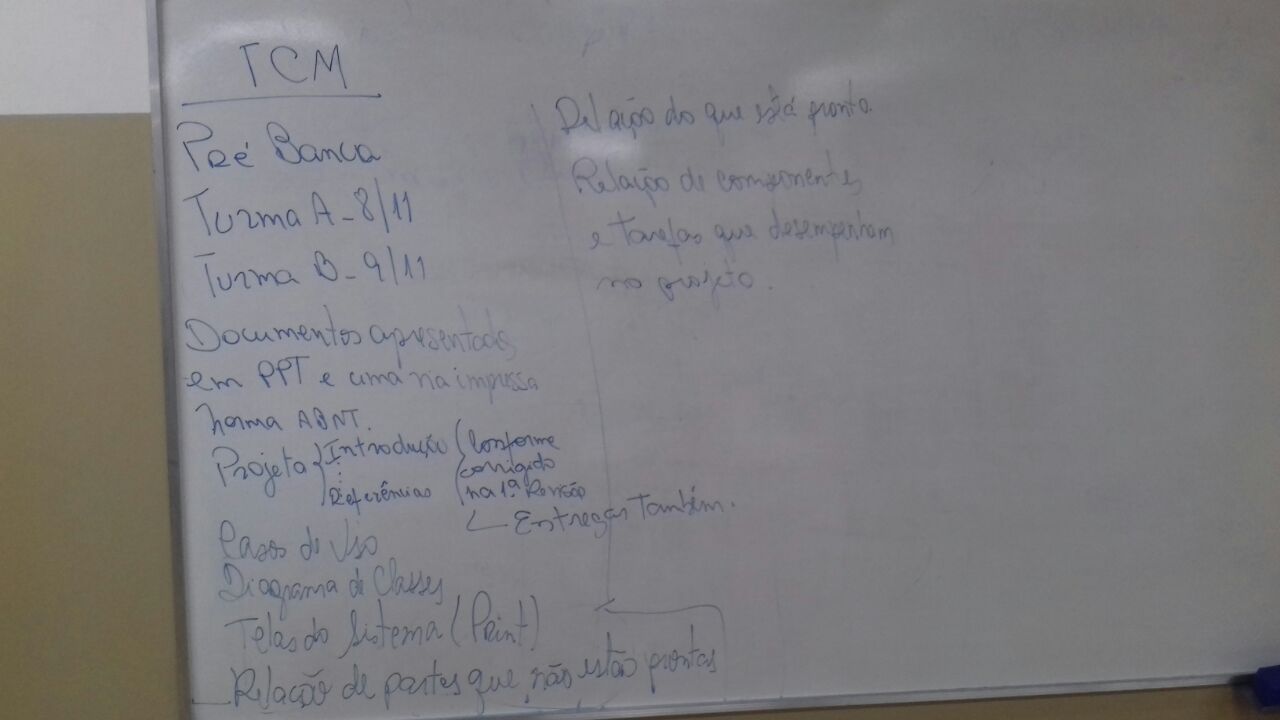 TCM
Pré Banca
Turma A - 8/11
Turma B - 9/11
Documentos apresentados
em PPT e uma via impressa
norma ABNT.
Projeto { Introdução ( Conforme
: corrigido
Referências na 1ª Revisão
Entregar também.
Casos de Uso
Diagrama de Classes
Telas do Sistema (Print)
Relação de partes que não estão prontas
Relação do que está pronto.
Relação de componentes
e tarefas que desempenham
no projeto.